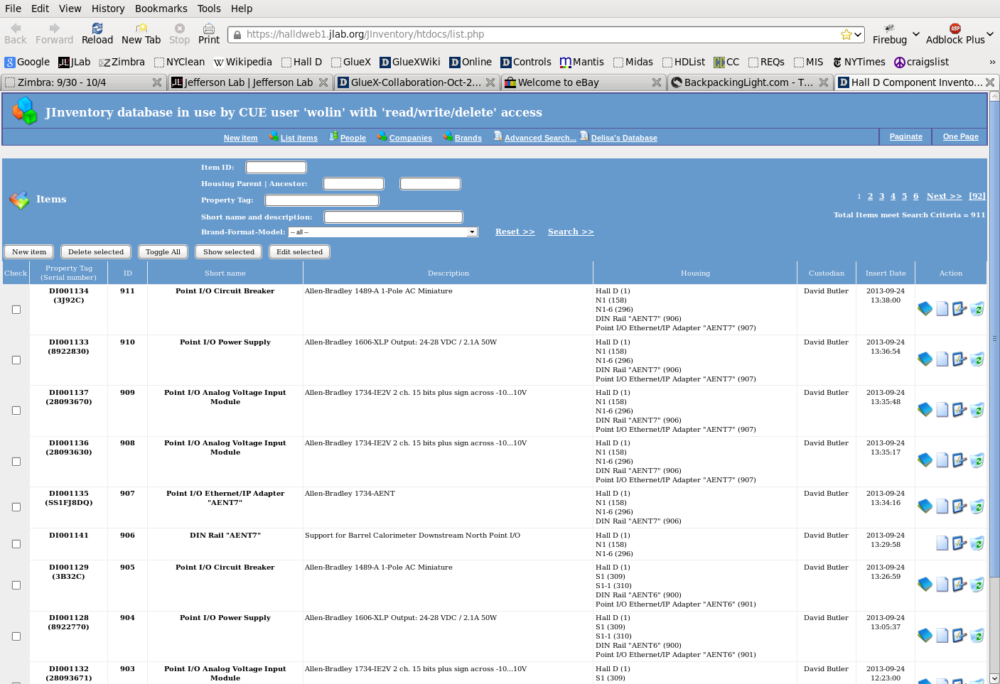 File Edit View History Bookmarks Tools Help
Back Forward Reload New Tab Stop Print https://halldweb1.jlab.org/JInventory/htdocs/list.php Firebug ABP Adblock Plus
Google JLab Zimbra NYClean Wikipedia Hall D GlueX GlueXWiki Online Controls Mantis Midas HDList CC REQs MIS NYTimes craigslist »
Zimbra: 9/30 - 10/4 Jefferson Lab | Jefferson Lab GlueX-Collaboration-Oct-2... Welcome to eBay BackpackingLight.com - T... Hall D Component Invento...
JInventory database in use by CUE user 'wolin' with 'read/write/delete' access
New item List items People Companies Brands Advanced Search... Delisa's Database Paginate One Page
Item ID:
Housing Parent | Ancestor:
Items
Property Tag:
1 2 3 4 5 6 Next >> [92]
Short name and description:
Total Items meet Search Criteria = 911
Brand-Format-Model: -- all -- Reset >> Search >>
New item Delete selected Toggle All Show selected Edit selected
Check Property Tag (Serial number) ID Short name Description Housing Custodian Insert Date Action
DI001134 911 Point I/O Circuit Breaker Allen-Bradley 1489-A 1-Pole AC Miniature Hall D (1) David Butler 2013-09-24
(3J92C) N1 (158) 13:38:00
N1-6 (296)
DIN Rail "AENT7" (906)
Point I/O Ethernet/IP Adapter "AENT7" (907)
DI001133 910 Point I/O Power Supply Allen-Bradley 1606-XLP Output: 24-28 VDC / 2.1A 50W Hall D (1) David Butler 2013-09-24
(8922830) N1 (158) 13:36:54
N1-6 (296)
DIN Rail "AENT7" (906)
Point I/O Ethernet/IP Adapter "AENT7" (907)
DI001137 909 Point I/O Analog Voltage Input Allen-Bradley 1734-IE2V 2 ch. 15 bits plus sign across -10...10V Hall D (1) David Butler 2013-09-24
(28093670) Module N1 (158) 13:35:48
N1-6 (296)
DIN Rail "AENT7" (906)
Point I/O Ethernet/IP Adapter "AENT7" (907)
DI001136 908 Point I/O Analog Voltage Input Allen-Bradley 1734-IE2V 2 ch. 15 bits plus sign across -10...10V Hall D (1) David Butler 2013-09-24
(28093630) Module N1 (158) 13:35:17
N1-6 (296)
DIN Rail "AENT7" (906)
Point I/O Ethernet/IP Adapter "AENT7" (907)
DI001135 907 Point I/O Ethernet/IP Adapter Allen-Bradley 1734-AENT Hall D (1) David Butler 2013-09-24
(SS1FJ8DQ) "AENT7" N1 (158) 13:34:16
N1-6 (296)
DIN Rail "AENT7" (906)
DI001141 906 DIN Rail "AENT7" Support for Barrel Calorimeter Downstream North Point I/O Hall D (1) David Butler 2013-09-24
N1 (158) 13:29:58
N1-6 (296)
DI001129 905 Point I/O Circuit Breaker Allen-Bradley 1489-A 1-Pole AC Miniature Hall D (1) David Butler 2013-09-24
(3B32C) S1 (309) 13:26:59
S1-1 (310)
DIN Rail "AENT6" (900)
Point I/O Ethernet/IP Adapter "AENT6" (901)
DI001128 904 Point I/O Power Supply Allen-Bradley 1606-XLP Output: 24-28 VDC / 2.1A 50W Hall D (1) David Butler 2013-09-24
(8922770) S1 (309) 13:05:37
S1-1 (310)
DIN Rail "AENT6" (900)
Point I/O Ethernet/IP Adapter "AENT6" (901)
DI001132 903 Point I/O Analog Voltage Input Allen-Bradley 1734-IE2V 2 ch. 15 bits plus sign across -10...10V Hall D (1) David Butler 2013-09-24
(28093671) Module S1 (309) 12:23:00